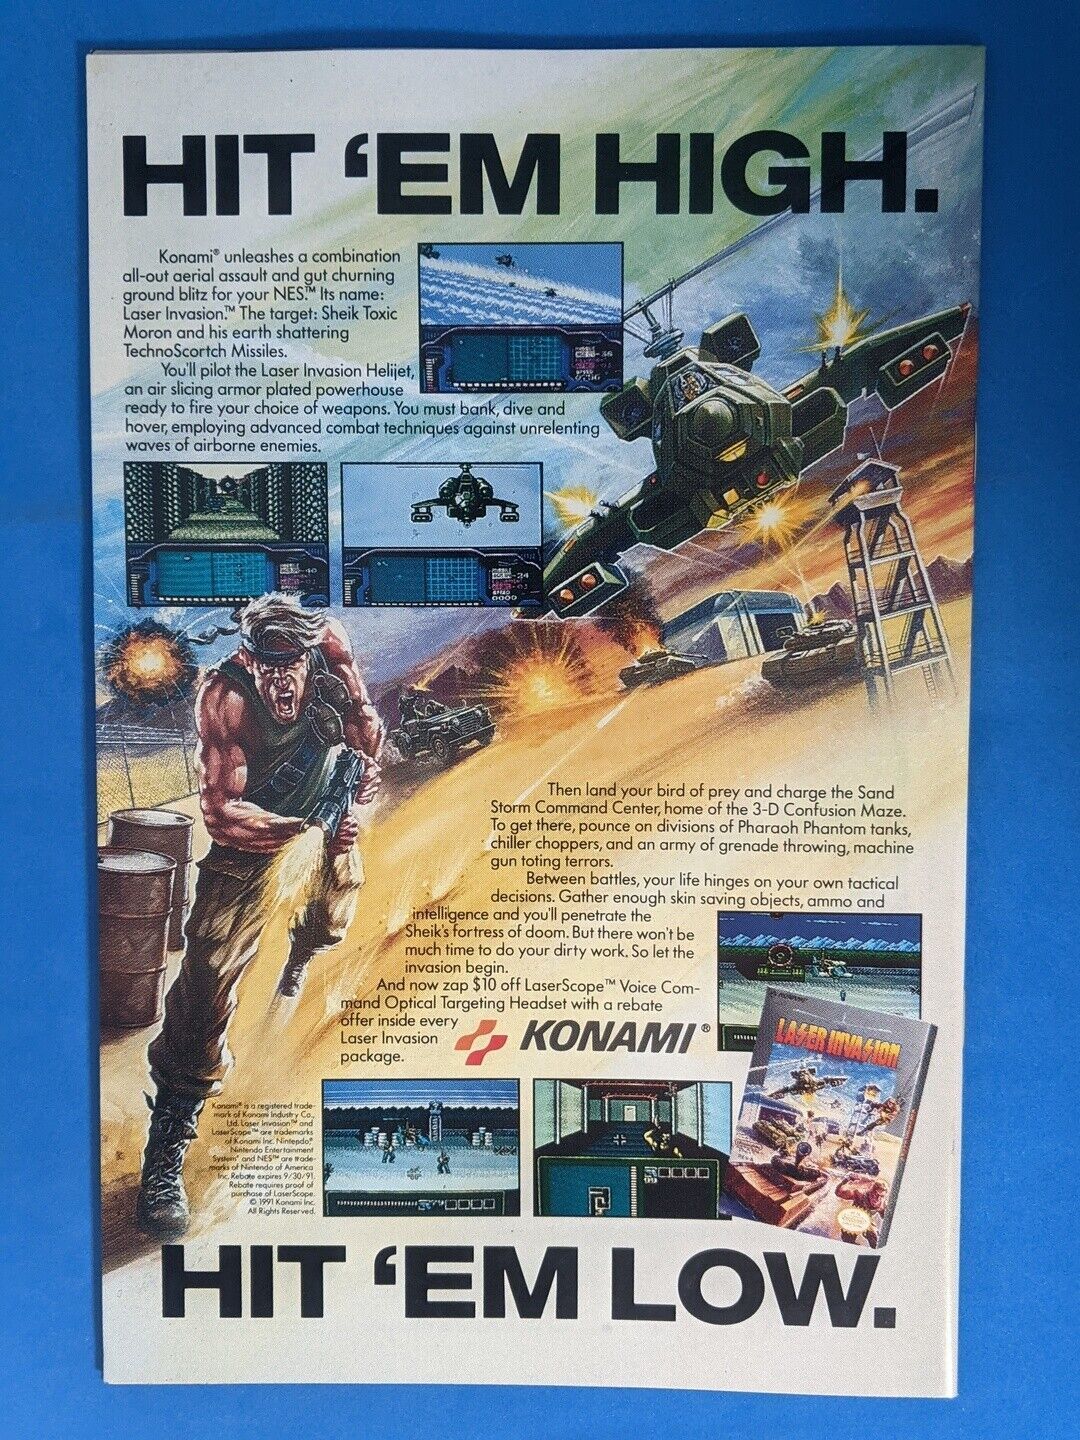 HIT ‘EM HIGH.
Konami® unleashes a combination
all-out aerial assault and gut churning
ground blitz for your NES.™ Its name:
Laser Invasion.™ The target: Sheik Toxic
Moron and his earth shattering
TechnoScortch Missiles.
You'll pilot the Laser Invasion Helijet,
an air slicing armor plated powerhouse
ready to fire your choice of weapons. You must bank, dive and
hover, employing advanced combat techniques against unrelenting
waves of airborne enemies.
Then land your bird of prey and charge the Sand
Storm Command Center, home of the 3-D Confusion Maze.
To get there, pounce on divisions of Pharaoh Phantom tanks,
chiller choppers, and an army of grenade throwing, machine
gun toting terrors.
Between battles, your life hinges on your own tactical
decisions. Gather enough skin saving objects, ammo and
intelligence and you'll penetrate the
Sheik's fortress of doom. But there won't be
much time to do your dirty work. So let the
invasion begin.
And now zap $10 off LaserScope™ Voice Com-
mand Optical Targeting Headset with a rebate
offer inside every
Laser Invasion
package.
KONAMI®
KONAMI
LASER INVASION
Konami® is a registered trade-
mark of Konami Industry Co.,
Ltd. Laser Invasion™ and
LaserScope™ are trademarks
of Konami Inc. Nintendo,®
Nintendo Entertainment
System® and NES™ are trade-
marks of Nintendo of America
Inc. Rebate expires 9/30/91.
Rebate requires proof of
purchase of LaserScope.
© 1991 Konami Inc.
All Rights Reserved.
HIT ‘EM LOW.